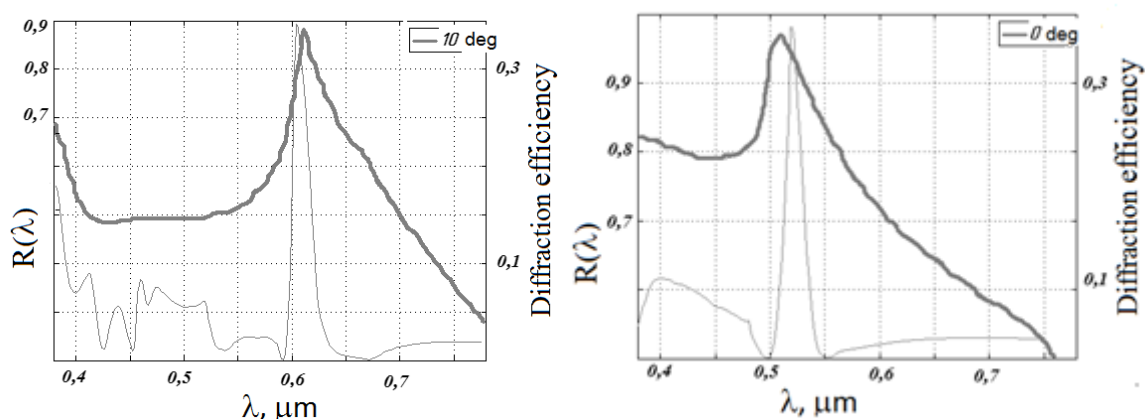 0,9
0,8
0,7
R(λ)
10 deg
0,3
0,1
Diffraction efficiency
0,4
0,5
0,6
0,7
λ, μm
0,9
0,8
0,7
R(λ)
0 deg
0,3
0,1
Diffraction efficiency
0,4
0,5
0,6
0,7
λ, μm